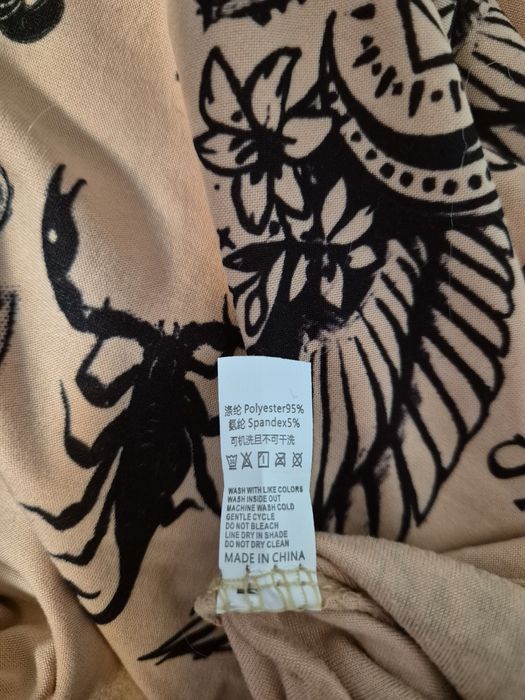 涤纶 Polyester95%
氨纶 Spandex5%
可机洗且不可干洗
WASH WITH LIKE COLORS
WASH INSIDE OUT
MACHINE WASH COLD
GENTLE CYCLE
DO NOT BLEACH
LINE DRY IN SHADE
DO NOT DRY CLEAN
MADE IN CHINA